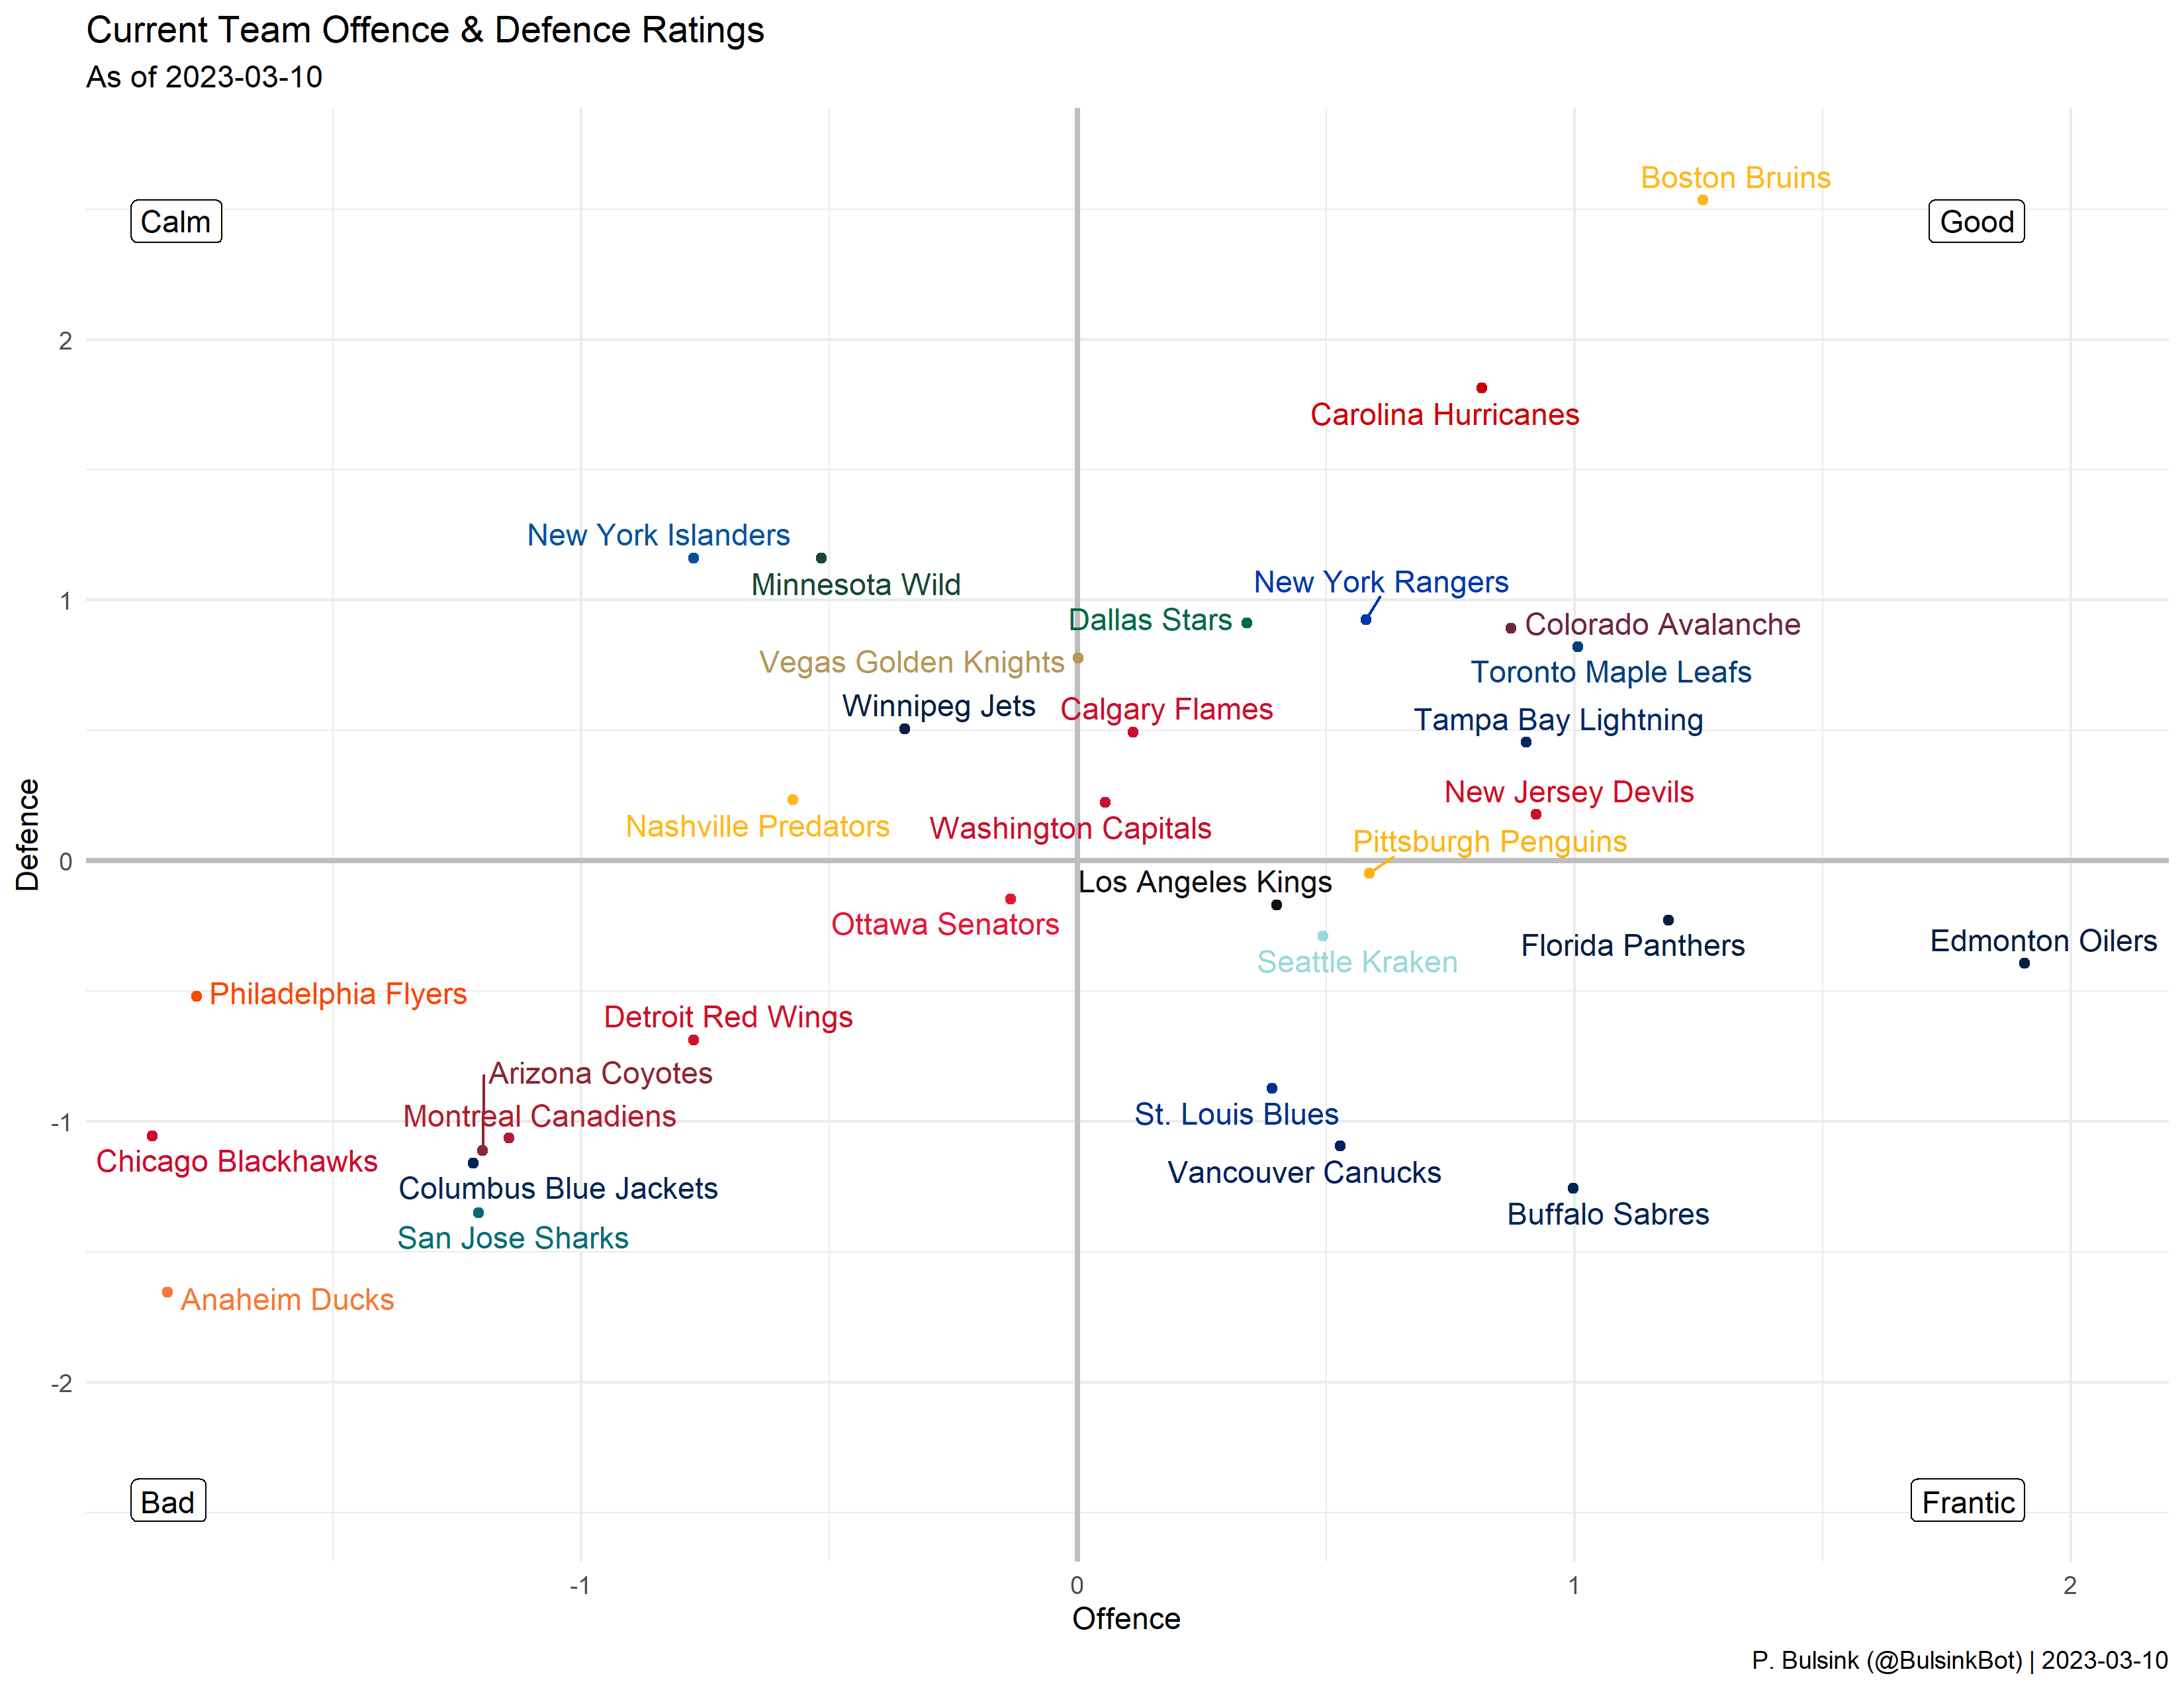 Current Team Offence & Defence Ratings
As of 2023-03-10
Boston Bruins
Calm
Good
2
Carolina Hurricanes
New York Islanders
Minnesota Wild
New York Rangers
1
Dallas Stars
Colorado Avalanche
Vegas Golden Knights
Toronto Maple Leafs
Winnipeg Jets
Calgary Flames
Tampa Bay Lightning
New Jersey Devils
Nashville Predators
Washington Capitals
Pittsburgh Penguins
Defence
0
Los Angeles Kings
Ottawa Senators
Florida Panthers
Edmonton Oilers
Seattle Kraken
Philadelphia Flyers
Detroit Red Wings
Arizona Coyotes
Montreal Canadiens
St. Louis Blues
-1
Chicago Blackhawks
Vancouver Canucks
Columbus Blue Jackets
Buffalo Sabres
San Jose Sharks
Anaheim Ducks
-2
Bad
Frantic
-1
0
1
2
Offence
P. Bulsink (@BulsinkBot) | 2023-03-10